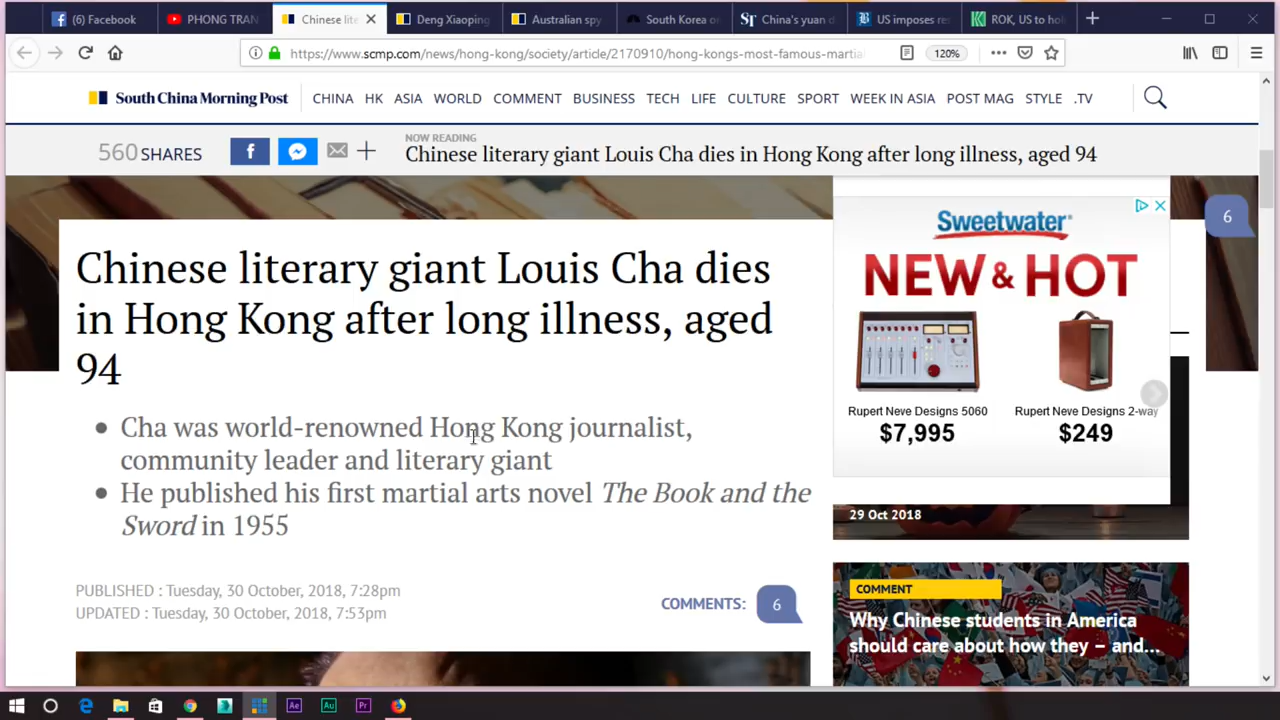 (6) Facebook
PHONG TRAN
Chinese lite
Deng Xiaoping
Australian spy
South Korea o
ST China's yuan d
B US imposes res
K ROK, US to hol
https://www.scmp.com/news/hong-kong/society/article/2170910/hong-kongs-most-famous-martial
120%
South China Morning Post
CHINA HK ASIA WORLD COMMENT BUSINESS TECH LIFE CULTURE SPORT WEEK IN ASIA POST MAG STYLE .TV
560 SHARES
f
NOW READING
Chinese literary giant Louis Cha dies in Hong Kong after long illness, aged 94
6
Chinese literary giant Louis Cha dies
in Hong Kong after long illness, aged
94
• Cha was world-renowned Hong Kong journalist,
community leader and literary giant
• He published his first martial arts novel The Book and the
Sword in 1955
PUBLISHED : Tuesday, 30 October, 2018, 7:28pm
UPDATED : Tuesday, 30 October, 2018, 7:53pm
COMMENTS: 6
Sweetwater®
NEW & HOT
Rupert Neve Designs 5060
$7,995
Rupert Neve Designs 2-way
$249
29 Oct 2018
COMMENT
Why Chinese students in America
should care about how they – and...
Ae Au Pr